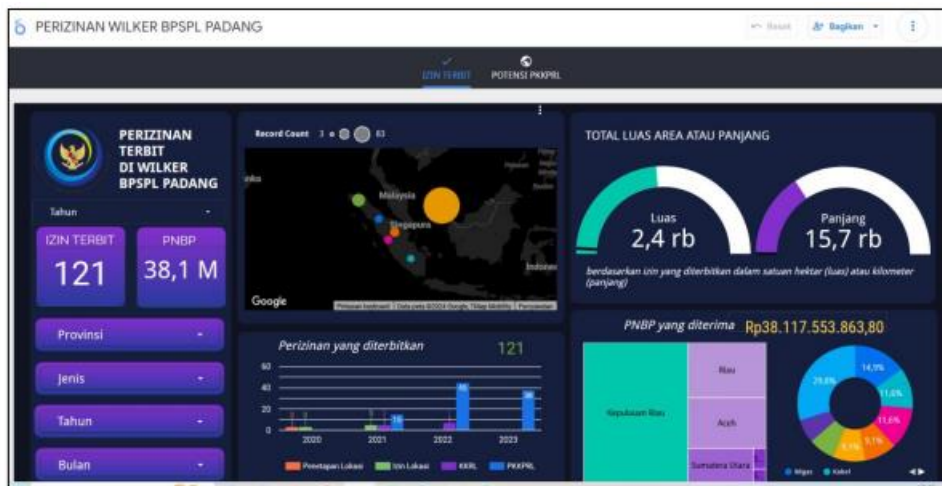 PERIZINAN WILKER BPSPL PADANG
Reset
Bagikan
IZIN TERBIT
POTENSI PKKPRL
PERIZINAN
TERBIT
DI WILKER
BPSPL PADANG
Tahun
IZIN TERBIT
121
PNBP
38,1 M
Provinsi
Jenis
Tahun
Bulan
Record Count 3 83
Malaysia
Singapura
Google
TOTAL LUAS AREA ATAU PANJANG
Luas
2,4 rb
Panjang
15,7 rb
berdasarkan izin yang diterbitkan dalam satuan hektar (luas) atau kilometer
(panjang)
Perizinan yang diterbitkan 121
60
40
20
0
2020 2021 2022 2023
Penetapan Lokasi Izin Lokasi KKRL PKKPRL
PNBP yang diterima Rp38.117.553.863,80
Kepulauan Riau
Riau
Aceh
Sumatera Utara
29,8%
14,9%
11,6%
9,1%
Migas Kabel